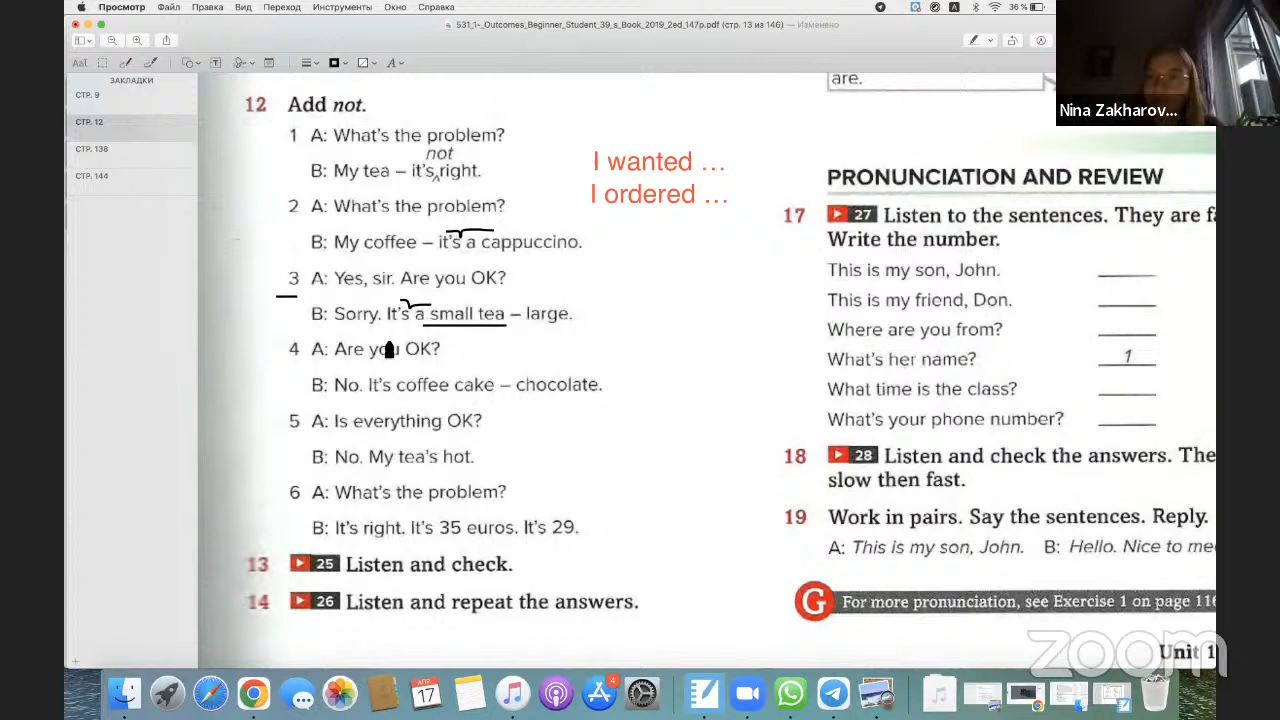 Просмотр Файл Правка Вид Переход Инструменты Окно Справка
36 %
531_1-_Outcomes_Beginner_Student_39_s_Book_2019_2ed_147p.pdf (стр. 13 из 146) — Изменено
ЗАКЛАДКИ
СТР. 9
СТР. 12
СТР. 138
СТР. 144
12 Add not.
1 A: What's the problem?
not
B: My tea – it's right.
2 A: What's the problem?
B: My coffee – it's a cappuccino.
3 A: Yes, sir. Are you OK?
B: Sorry. It's a small tea – large.
4 A: Are you OK?
B: No. It's coffee cake – chocolate.
5 A: Is everything OK?
B: No. My tea's hot.
6 A: What's the problem?
B: It's right. It's 35 euros. It's 29.
13 25 Listen and check.
14 26 Listen and repeat the answers.
I wanted ...
I ordered ...
are.
PRONUNCIATION AND REVIEW
17 27 Listen to the sentences. They are fa
Write the number.
This is my son, John.
This is my friend, Don.
Where are you from?
What's her name? 1
What time is the class?
What's your phone number?
18 28 Listen and check the answers. The
slow then fast.
19 Work in pairs. Say the sentences. Reply.
A: This is my son, John. B: Hello. Nice to me
G For more pronunciation, see Exercise 1 on page 116
Unit 1
Nina Zakharov...
zoom
АПР.
17
4